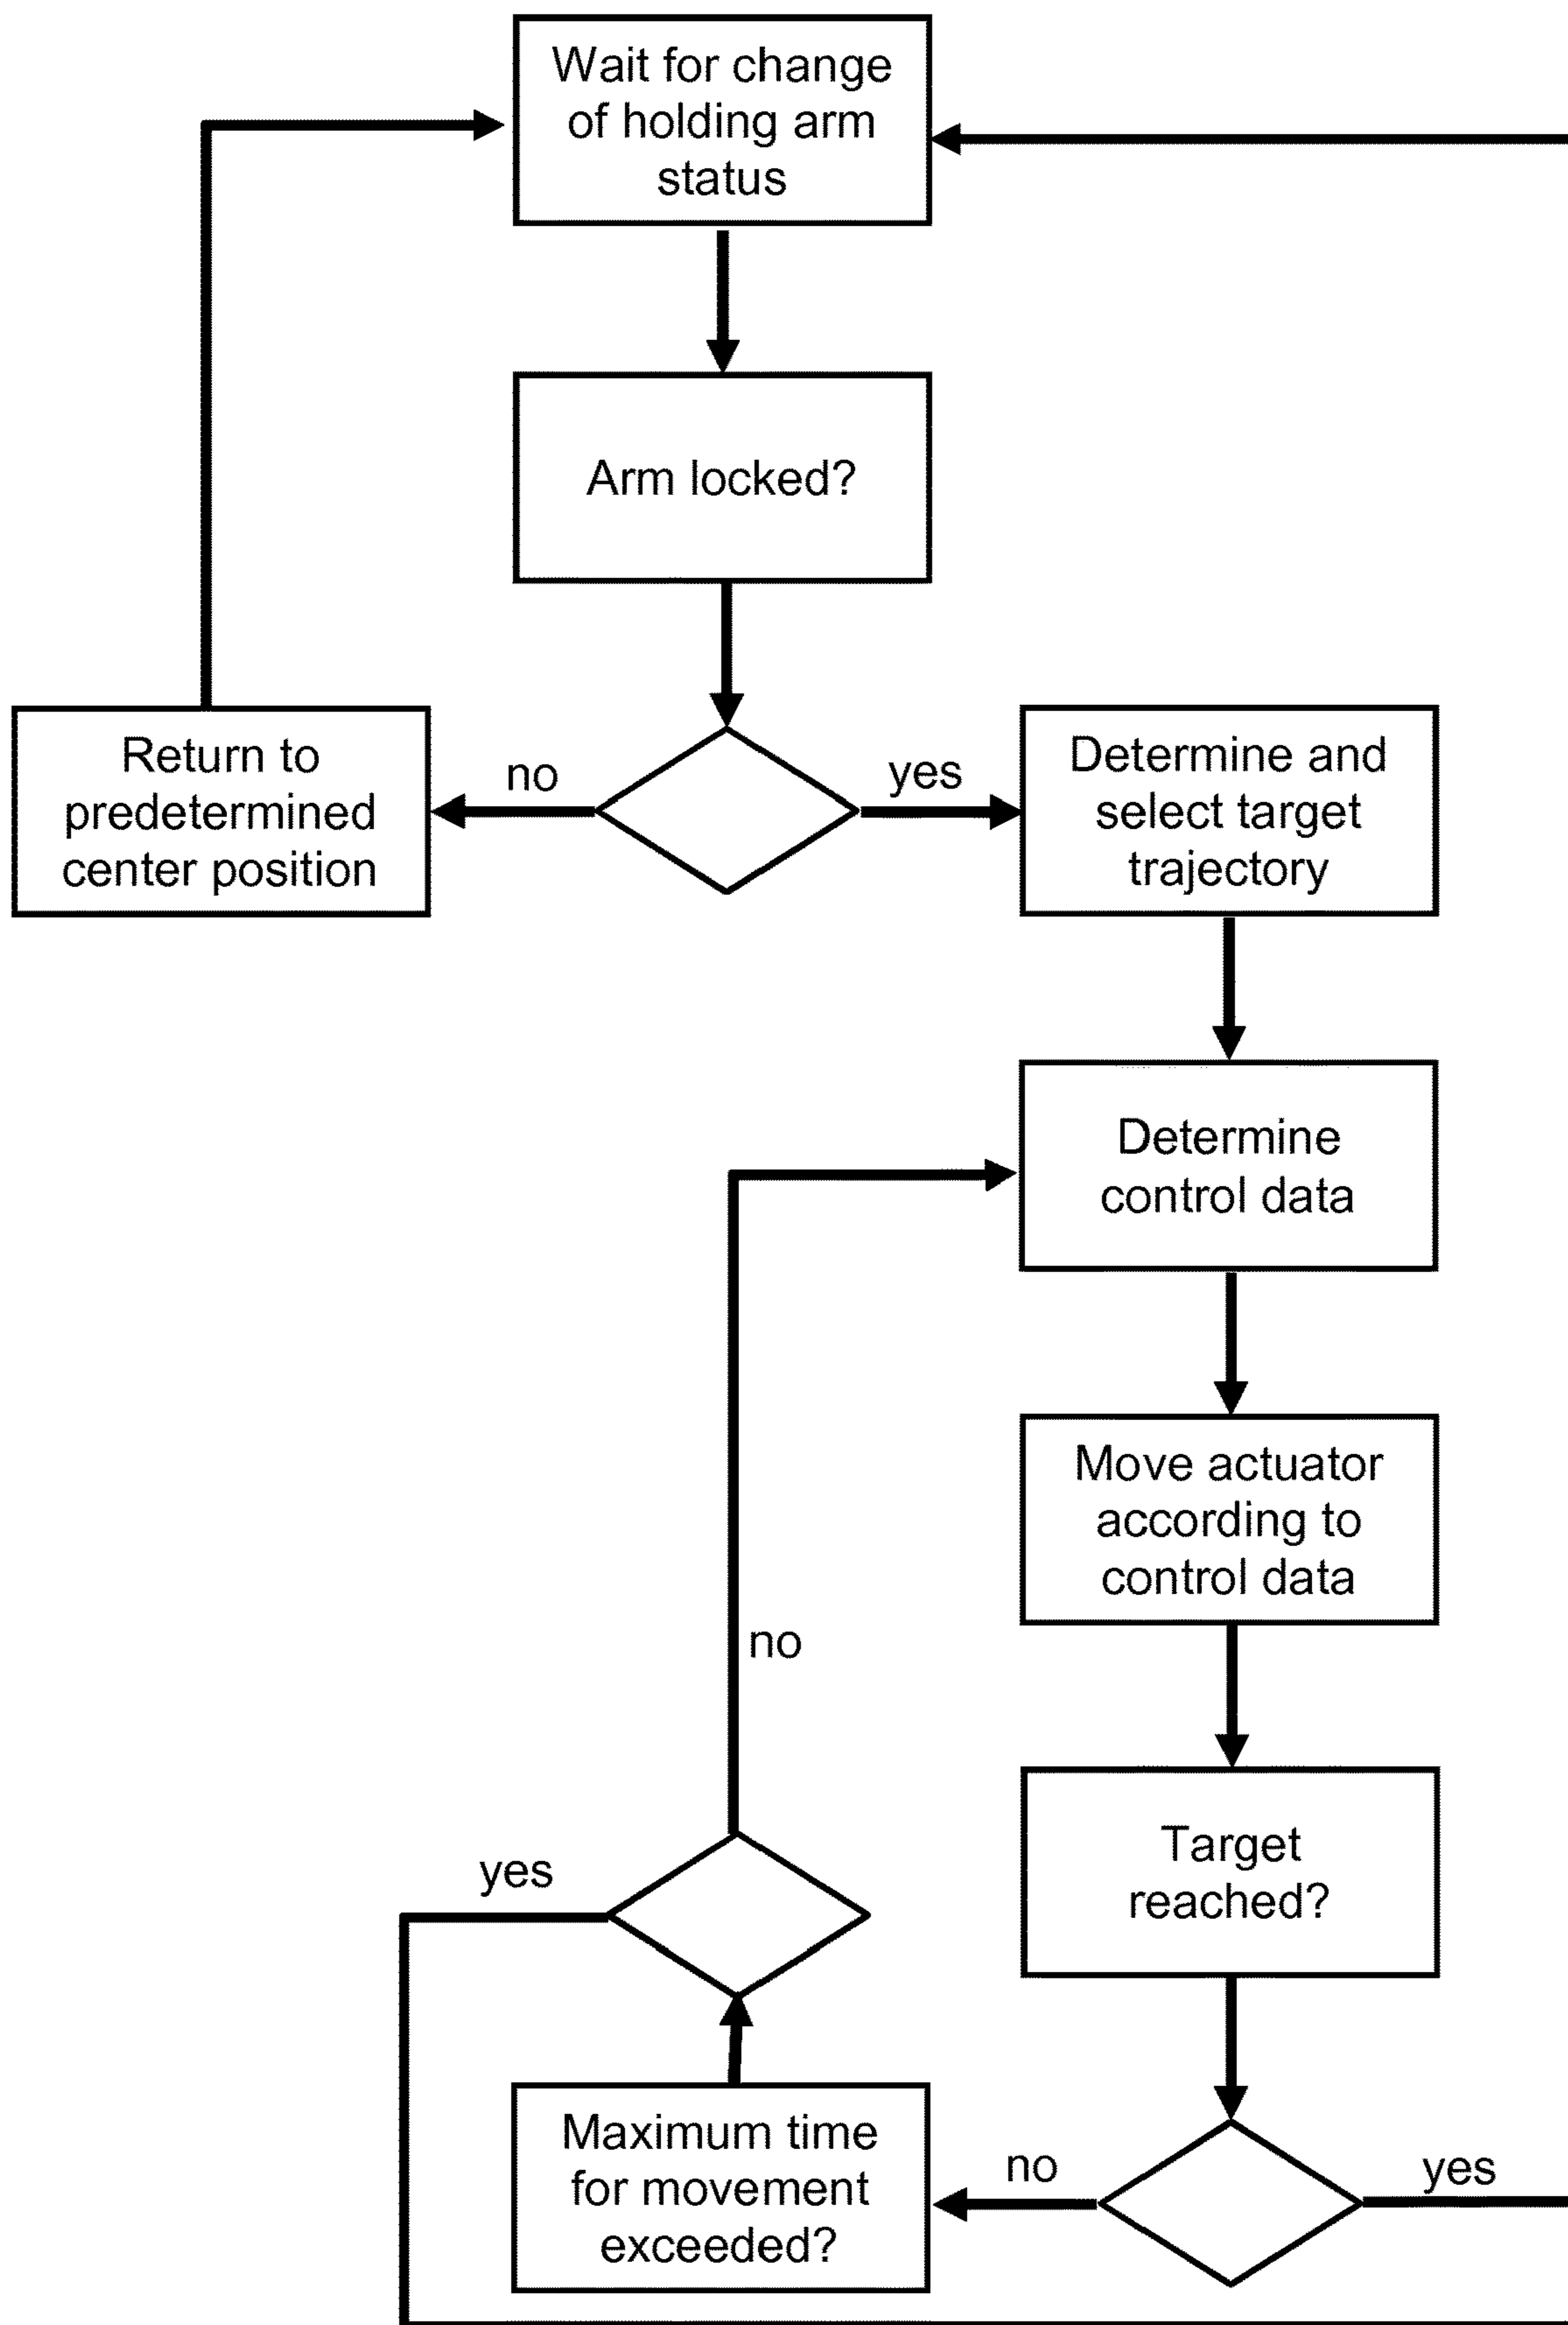 Wait for change
of holding arm
status
Arm locked?
Return to
predetermined
center position
no
yes
Determine and
select target
trajectory
Determine
control data
Move actuator
according to
control data
no
Target
reached?
yes
Maximum time
for movement
exceeded?
no
yes